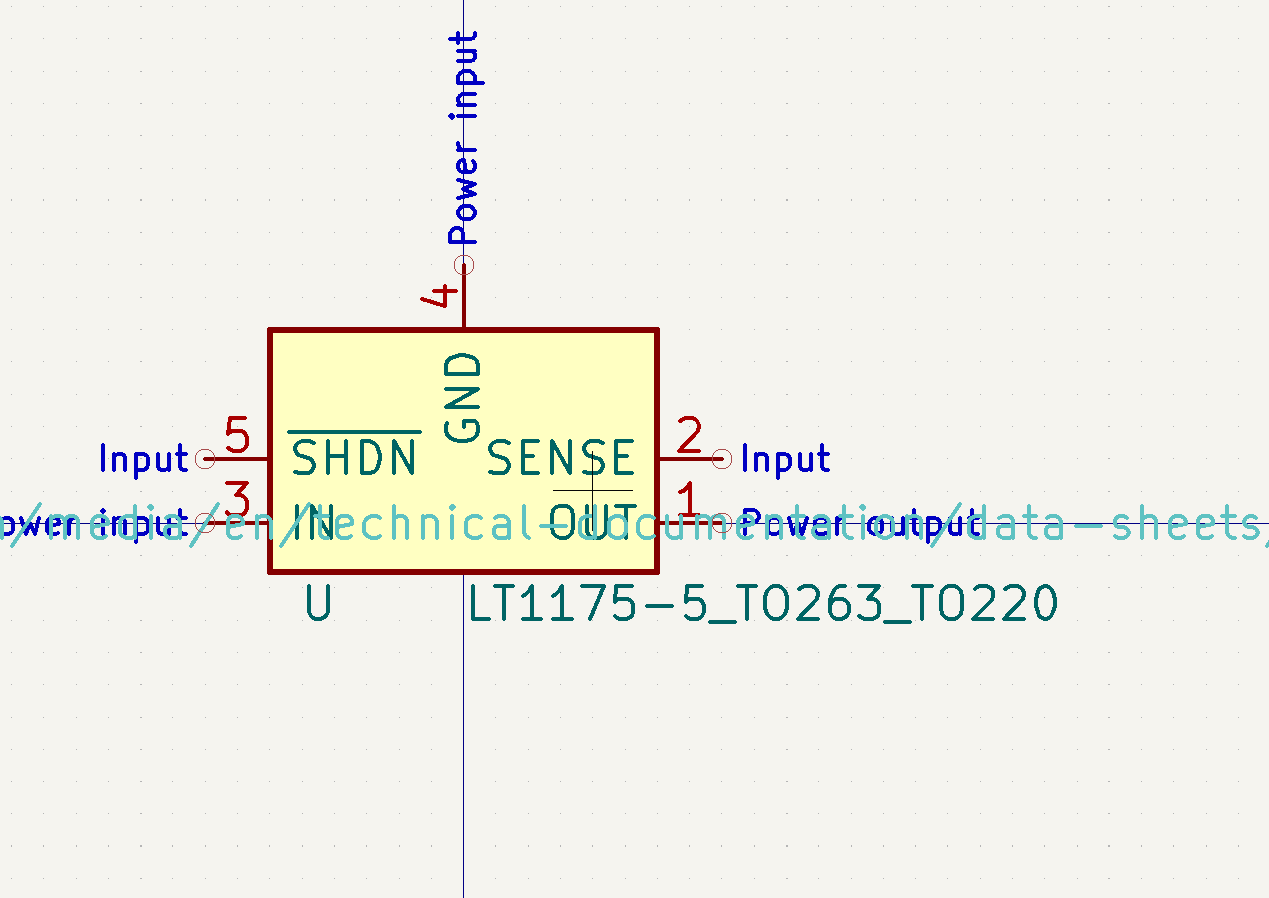 Power input
4
GND
5
SHDN
Input
SENSE
2
Input
3
IN
ower input
OUT
1
Power output
/media/en/technical-documentation/data-sheets/
U
LT1175-5_TO263_TO220